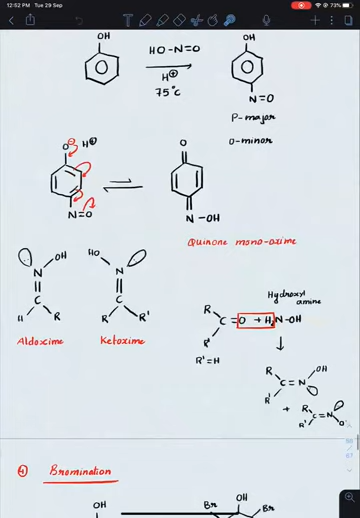 12:52 PM Tue 29 Sep
73%
OH
HO-N=O
H⊕
75°c
OH
N=O
P-major
O-minor
O⊖ H⊕
N=O
O
N-OH
Quinone mono-oxime
N OH
C
H R
Aldoxime
HO N
C
R R'
Ketoxime
Hydroxyl
amine
R
C=O + H₂N-OH
R'
R'=H
R OH
C=N
R'
+ R
C=N
R' O
④ Bromination
OH
Br OH Br